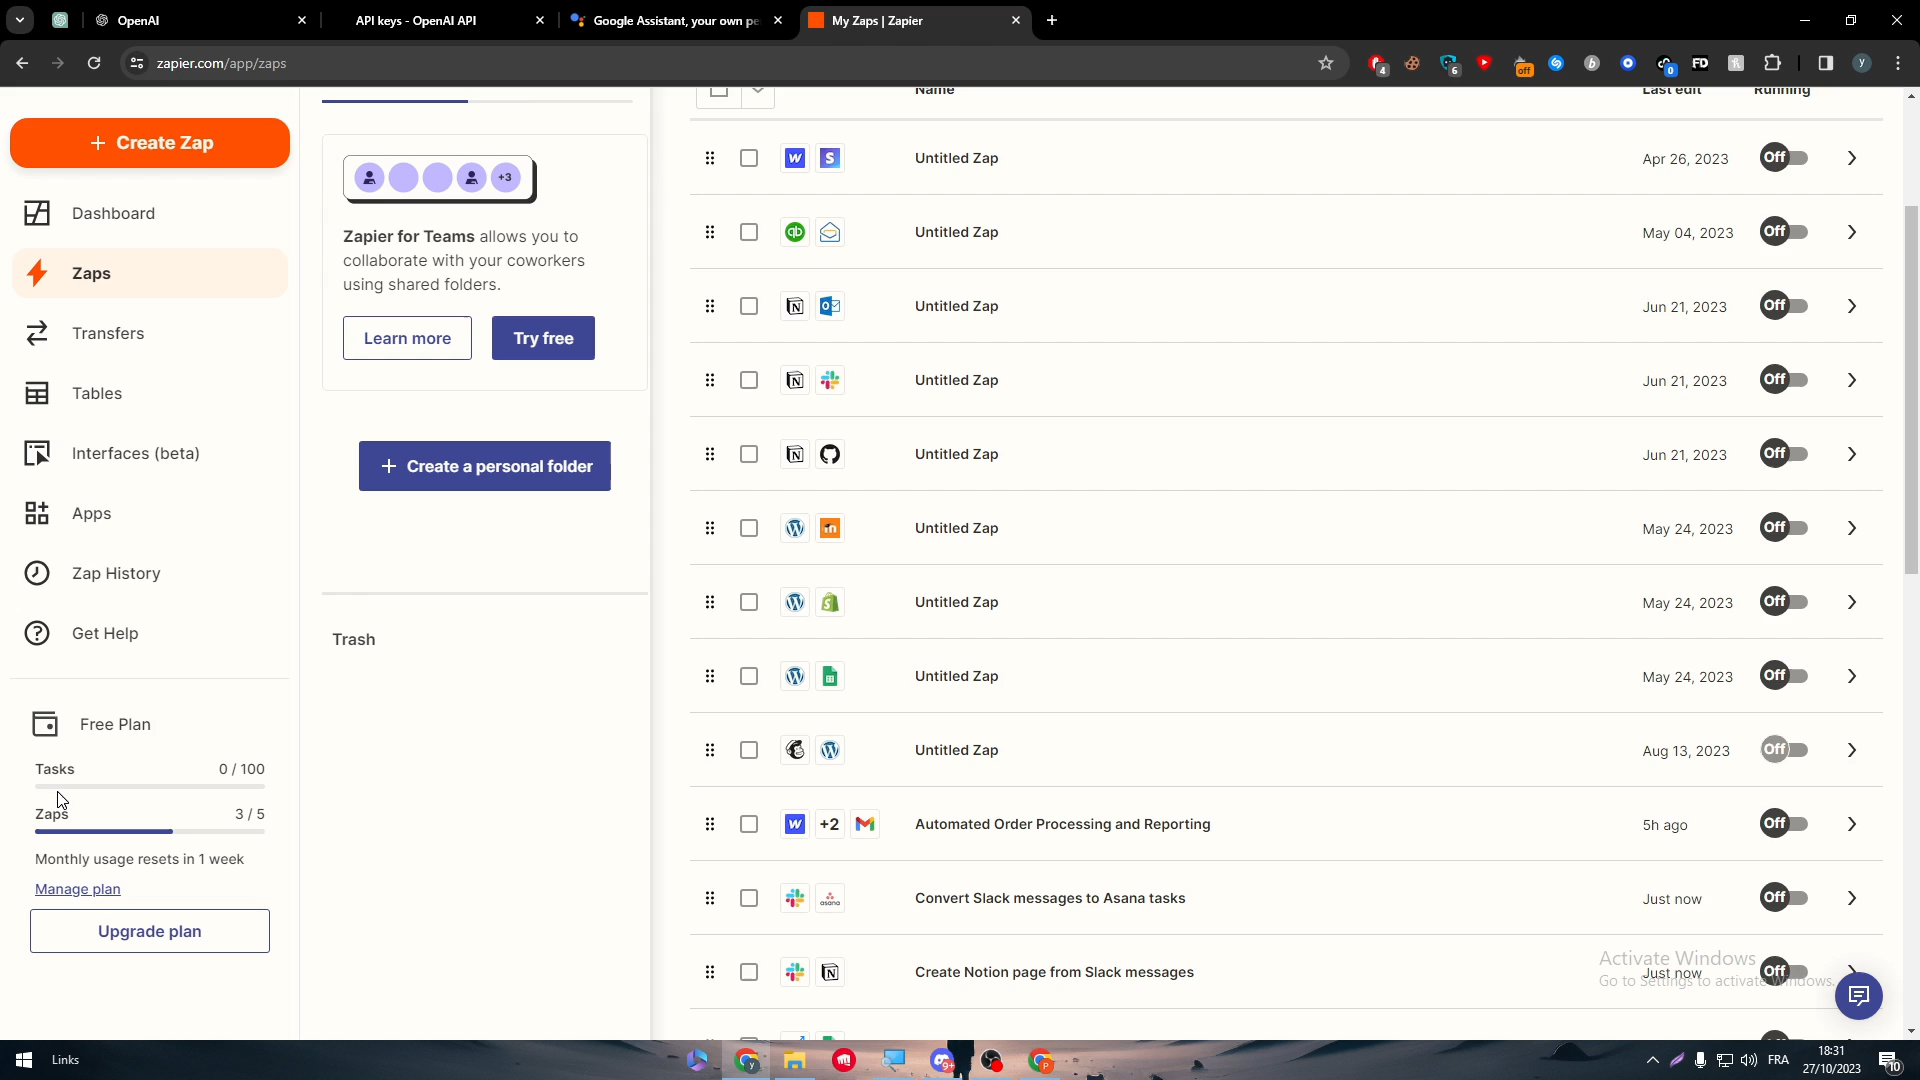 OpenAI
API keys - OpenAI API
Google Assistant, your own pe
My Zaps | Zapier
zapier.com/app/zaps
4
6
off
0
FD
y
Create Zap
Dashboard
Zaps
Transfers
Tables
Interfaces (beta)
Apps
Zap History
Get Help
Free Plan
Tasks 0 / 100
Zaps 3 / 5
Monthly usage resets in 1 week
Manage plan
Upgrade plan
+3
Zapier for Teams allows you to
collaborate with your coworkers
using shared folders.
Learn more
Try free
Create a personal folder
Trash
Name Last edit Running
Untitled Zap Apr 26, 2023 Off
Untitled Zap May 04, 2023 Off
Untitled Zap Jun 21, 2023 Off
Untitled Zap Jun 21, 2023 Off
Untitled Zap Jun 21, 2023 Off
Untitled Zap May 24, 2023 Off
Untitled Zap May 24, 2023 Off
Untitled Zap May 24, 2023 Off
Untitled Zap Aug 13, 2023 Off
+2 Automated Order Processing and Reporting 5h ago Off
asana Convert Slack messages to Asana tasks Just now Off
Create Notion page from Slack messages Just now Off
Activate Windows
Go to Settings to activate Windows.
Links
9+
FRA
18:31
27/10/2023
10